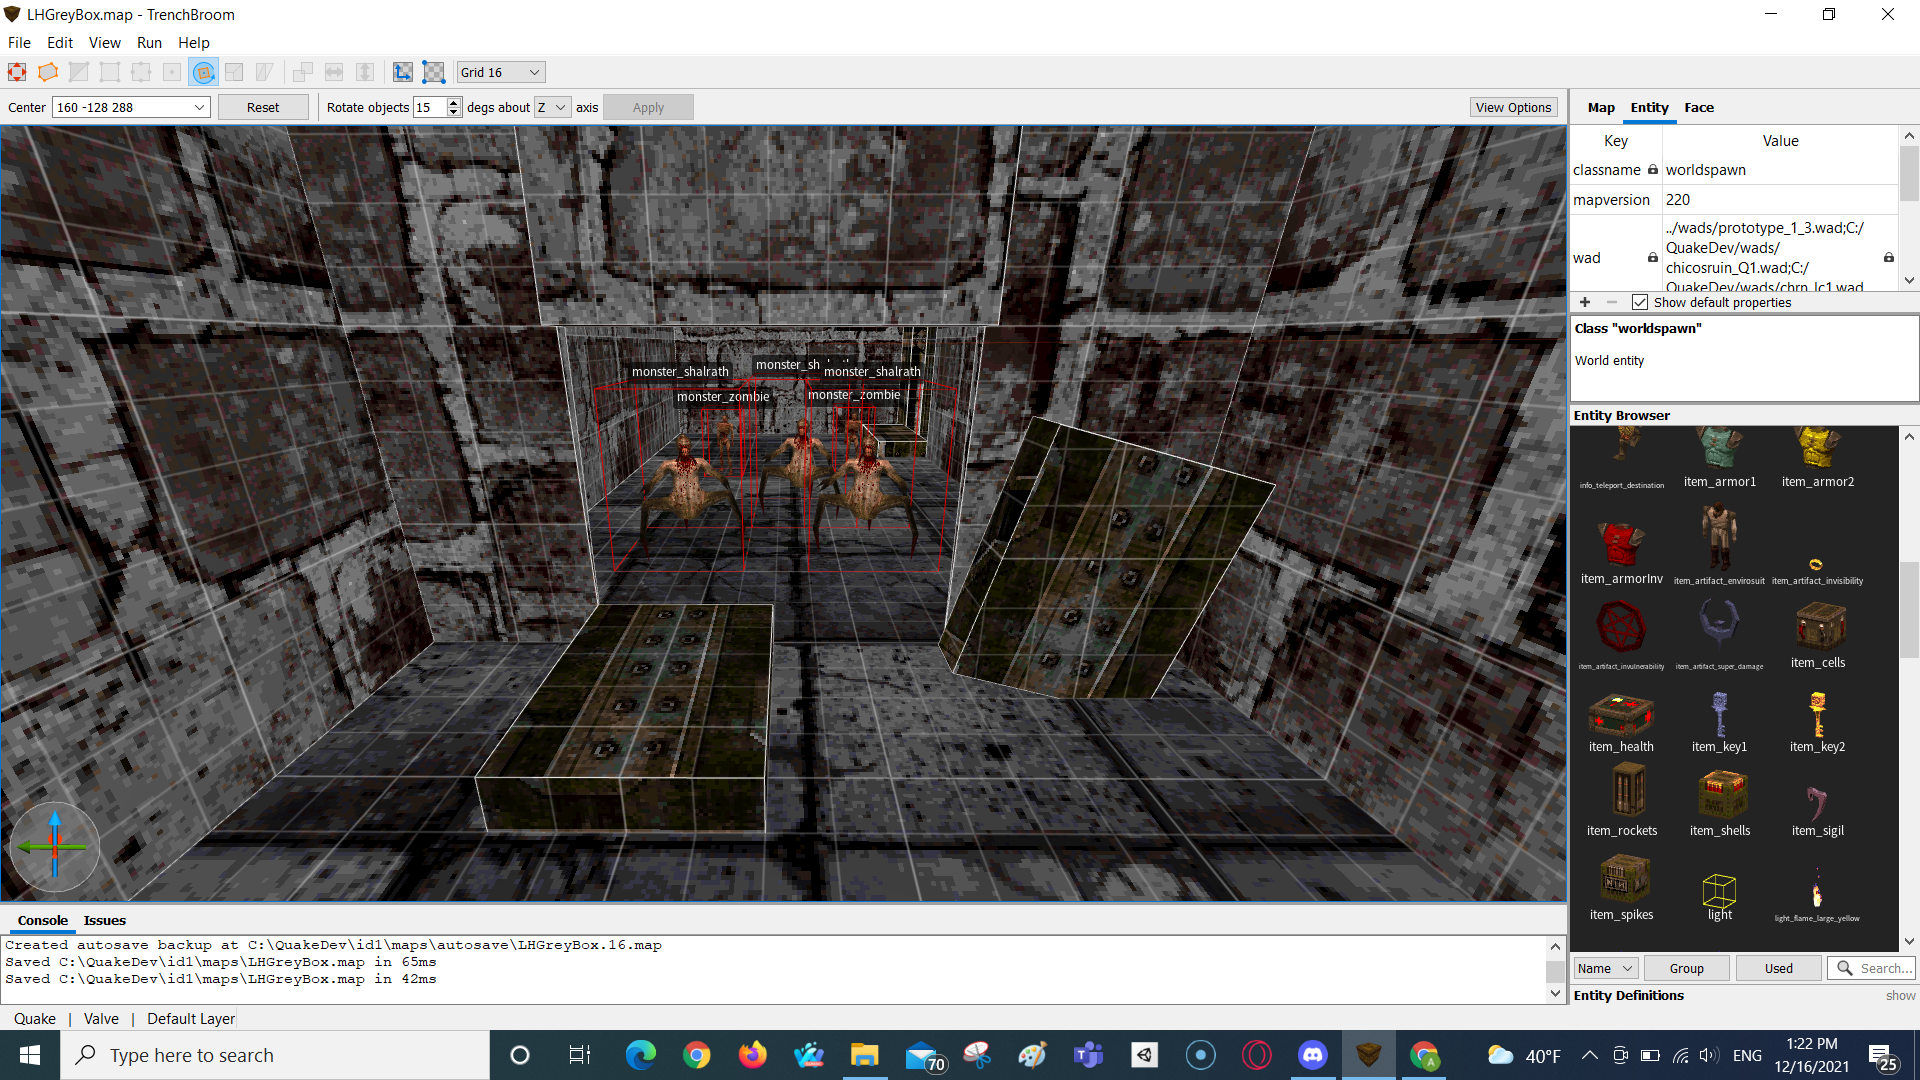 LHGreyBox.map - TrenchBroom
File Edit View Run Help
Grid 16
Center 160 -128 288 Reset Rotate objects 15 degs about Z axis Apply View Options
Map Entity Face
Key Value
classname worldspawn
mapversion 220
wad ../wads/prototype_1_3.wad;C:/
QuakeDev/wads/
chicosruin_Q1.wad;C:/
QuakeDev/wads/chrn_lc1.wad
Show default properties
Class "worldspawn"
World entity
Entity Browser
monster_shalrath monster_sh monster_shalrath
monster_zombie monster_zombie
info_teleport_destination item_armor1 item_armor2
item_armorInv item_artifact_envirosuit item_artifact_invisibility
item_artifact_invulnerability item_artifact_super_damage item_cells
item_health item_key1 item_key2
item_rockets item_shells item_sigil
item_spikes light light_flame_large_yellow
Name Group Used Search...
Entity Definitions show
Console Issues
Created autosave backup at C:\QuakeDev\id1\maps\autosave\LHGreyBox.16.map
Saved C:\QuakeDev\id1\maps\LHGreyBox.map in 65ms
Saved C:\QuakeDev\id1\maps\LHGreyBox.map in 42ms
Quake | Valve | Default Layer
Type here to search
70
40°F
ENG
1:22 PM
12/16/2021
25